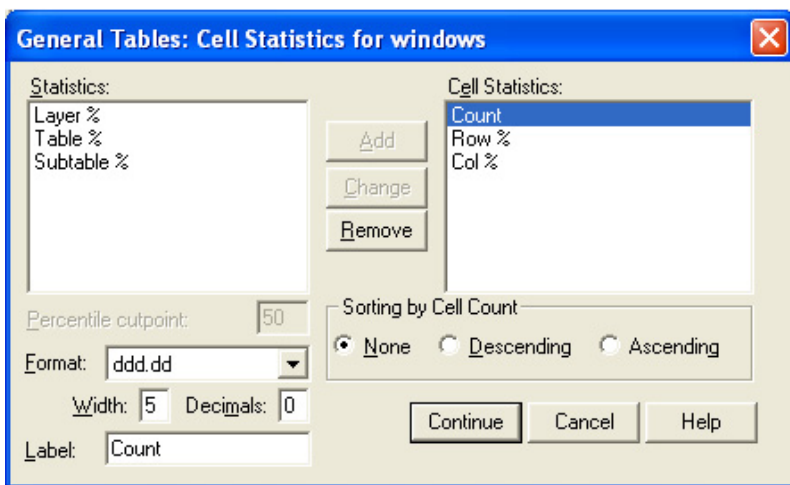 General Tables: Cell Statistics for windows
Statistics:
Layer %
Table %
Subtable %
Add
Change
Remove
Cell Statistics:
Count
Row %
Col %
Percentile cutpoint: 50
Format: ddd.dd
Width: 5 Decimals: 0
Label: Count
Sorting by Cell Count
None Descending Ascending
Continue Cancel Help